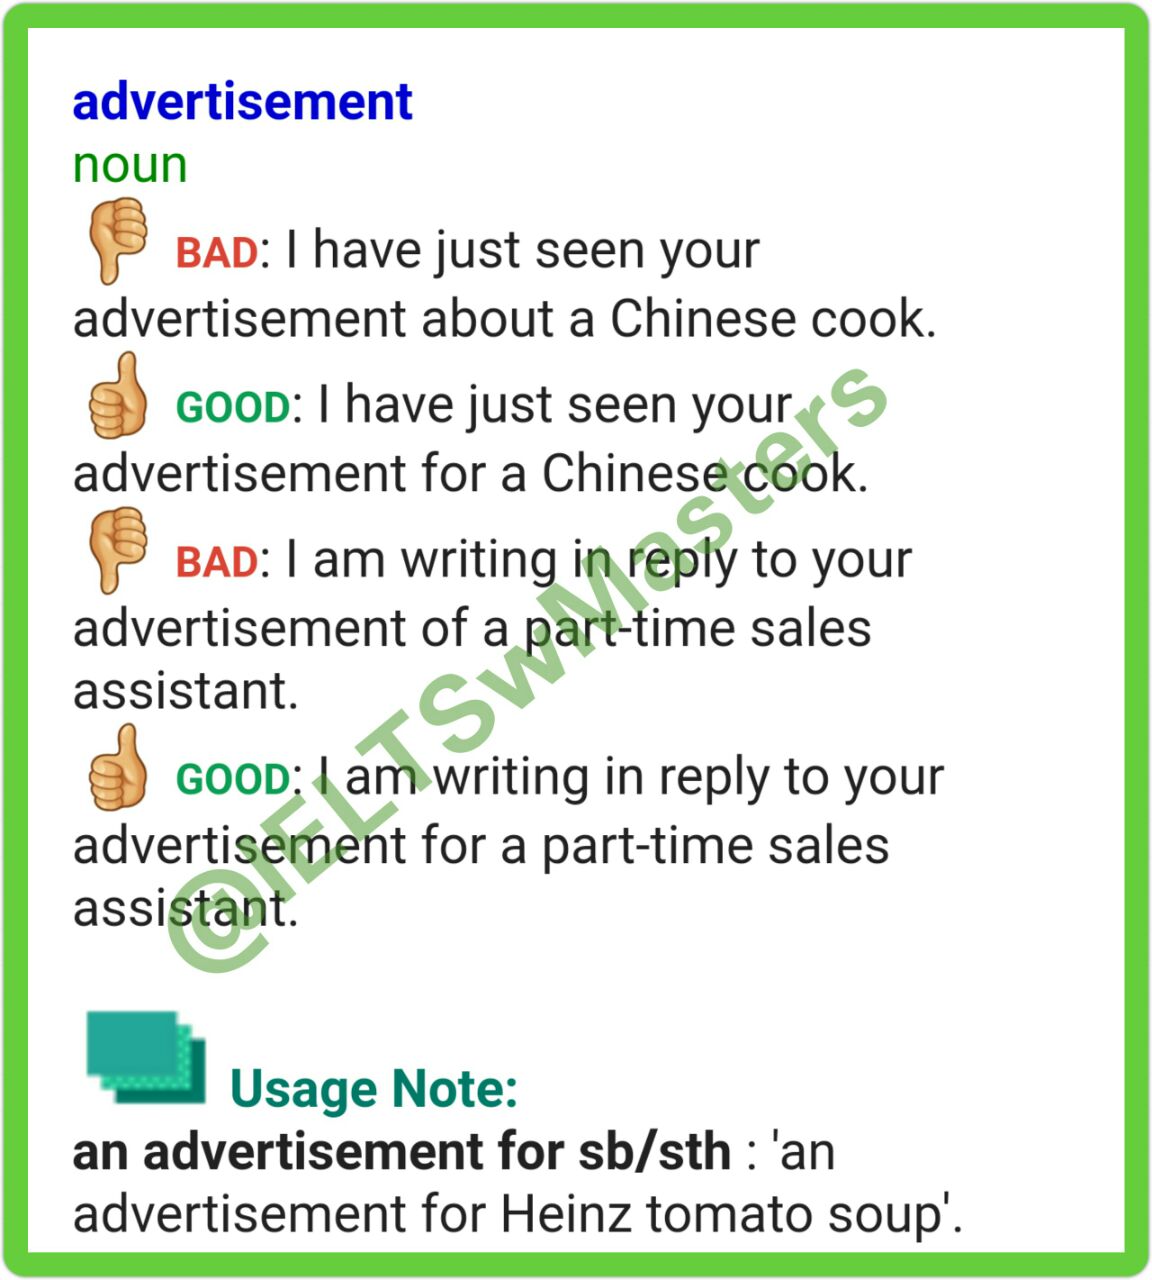 advertisement
noun
BAD: I have just seen your
advertisement about a Chinese cook.
GOOD: I have just seen your
advertisement for a Chinese cook.
BAD: I am writing in reply to your
advertisement of a part-time sales
assistant.
GOOD: I am writing in reply to your
advertisement for a part-time sales
assistant.
@IELTSwMasters
Usage Note:
an advertisement for sb/sth : 'an
advertisement for Heinz tomato soup'.